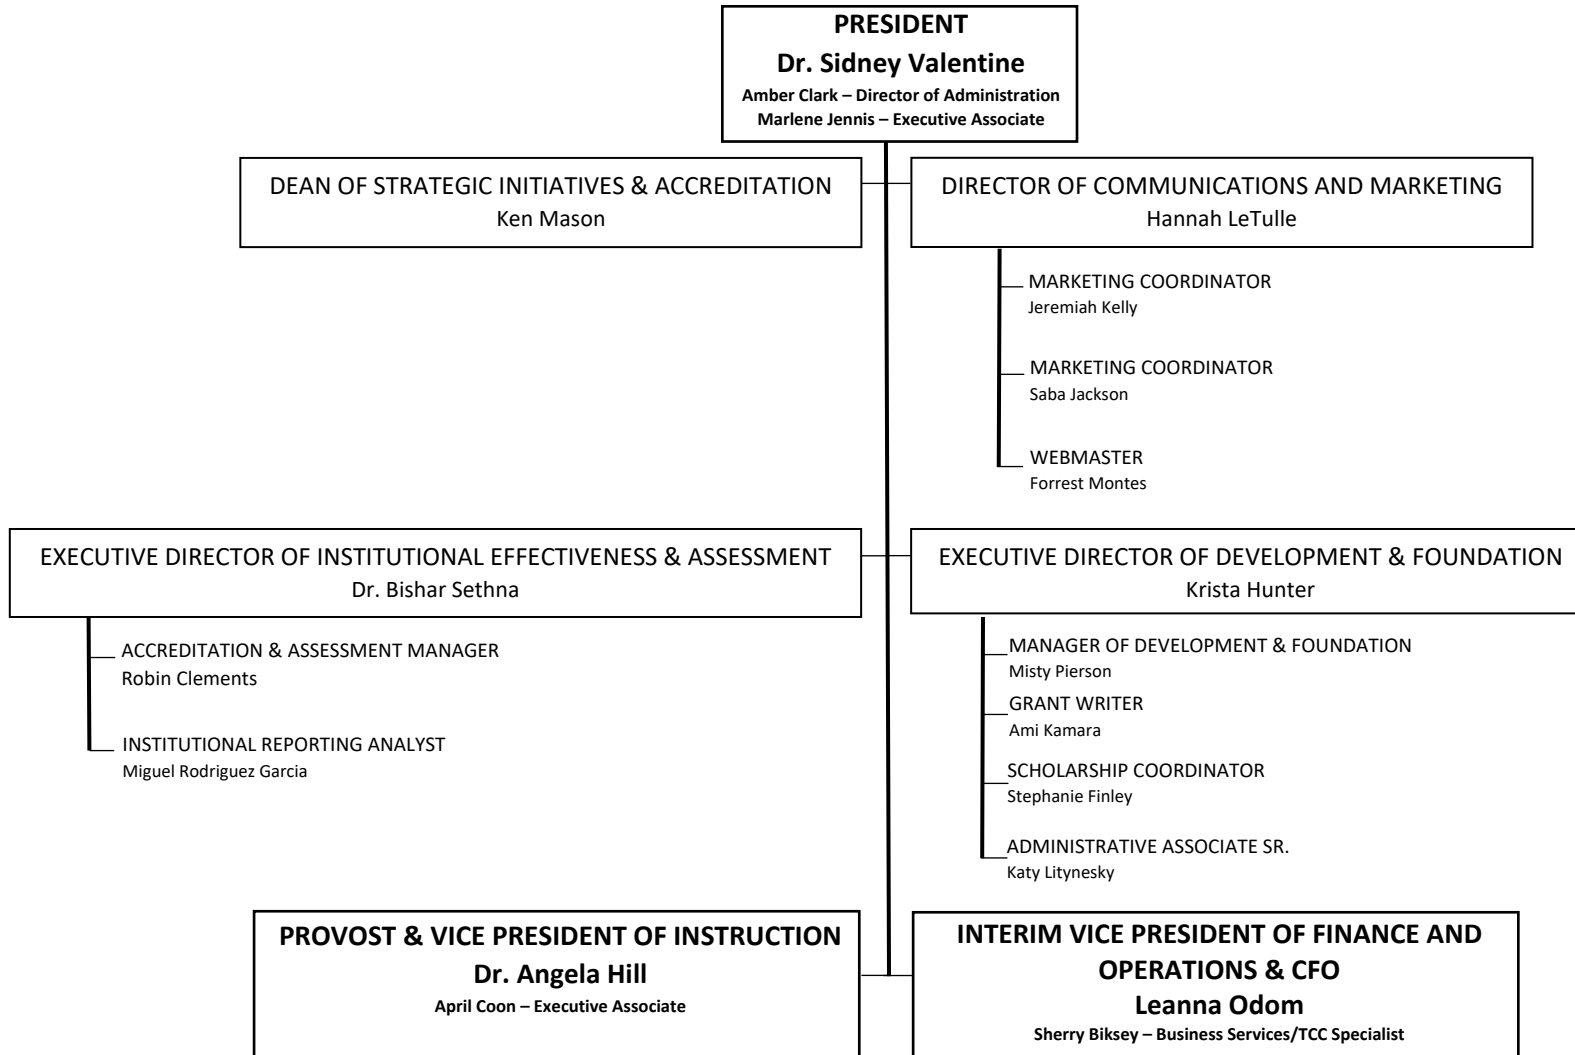 PRESIDENT
Dr. Sidney Valentine
Amber Clark – Director of Administration
Marlene Jennis – Executive Associate
DEAN OF STRATEGIC INITIATIVES & ACCREDITATION
Ken Mason
DIRECTOR OF COMMUNICATIONS AND MARKETING
Hannah LeTulle
MARKETING COORDINATOR
Jeremiah Kelly
MARKETING COORDINATOR
Saba Jackson
WEBMASTER
Forrest Montes
EXECUTIVE DIRECTOR OF INSTITUTIONAL EFFECTIVENESS & ASSESSMENT
Dr. Bishar Sethna
ACCREDITATION & ASSESSMENT MANAGER
Robin Clements
INSTITUTIONAL REPORTING ANALYST
Miguel Rodriguez Garcia
EXECUTIVE DIRECTOR OF DEVELOPMENT & FOUNDATION
Krista Hunter
MANAGER OF DEVELOPMENT & FOUNDATION
Misty Pierson
GRANT WRITER
Ami Kamara
SCHOLARSHIP COORDINATOR
Stephanie Finley
ADMINISTRATIVE ASSOCIATE SR.
Katy Litynesky
PROVOST & VICE PRESIDENT OF INSTRUCTION
Dr. Angela Hill
April Coon – Executive Associate
INTERIM VICE PRESIDENT OF FINANCE AND
OPERATIONS & CFO
Leanna Odom
Sherry Biksey – Business Services/TCC Specialist